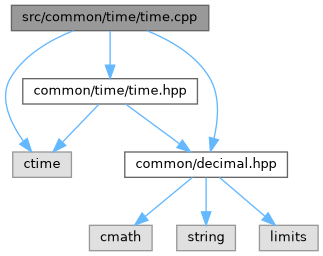 src/common/time/time.cpp
common/time/time.hpp
ctime
common/decimal.hpp
cmath
string
limits